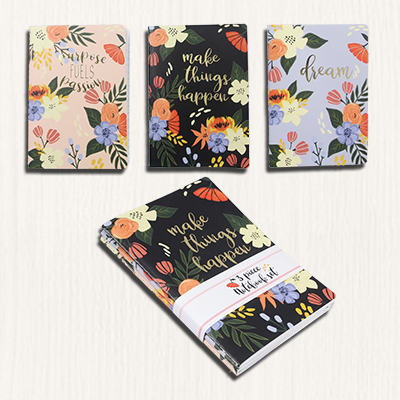 purpose
FUELS
passion
make
things
happen
dream
make
things
happen
3 piece
Notebook set